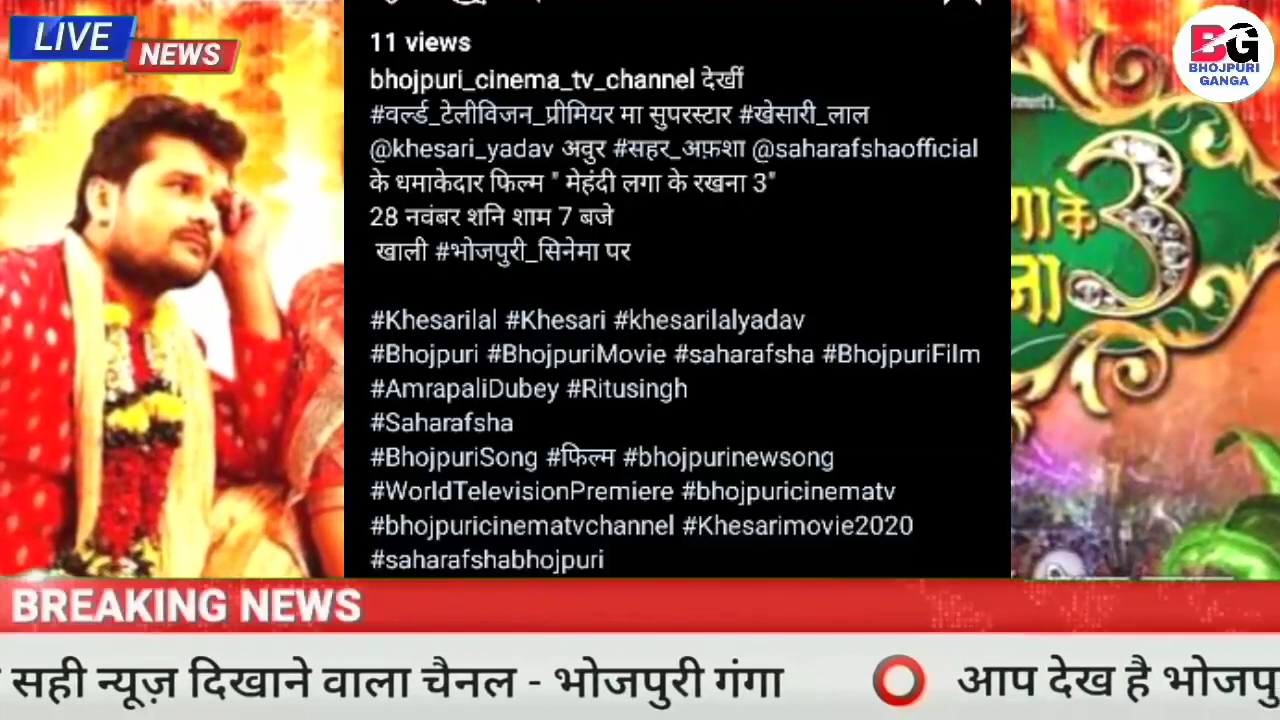 LIVE
NEWS
11 views
bhojpuri_cinema_tv_channel देखीं
#वर्ल्ड_टेलीविजन_प्रीमियर मा सुपरस्टार #खेसारी_लाल
@khesari_yadav अवुर #सहर_अफ़शा @saharafshaofficial
के धमाकेदार फिल्म " मेहंदी लगा के रखना 3"
28 नवंबर शनि शाम 7 बजे
खाली #भोजपुरी_सिनेमा पर
#Khesarilal #Khesari #khesarilalyadav
#Bhojpuri #BhojpuriMovie #saharafsha #BhojpuriFilm
#AmrapaliDubey #Ritusingh
#Saharafsha
#BhojpuriSong #फिल्म #bhojpurinewsong
#WorldTelevisionPremiere #bhojpuricinematv
#bhojpuricinematvchannel #Khesarimovie2020
#saharafshabhojpuri
BG
BHOJPURI
GANGA
के
3
BREAKING NEWS
सही न्यूज़ दिखाने वाला चैनल - भोजपुरी गंगा
आप देख है भोजपु